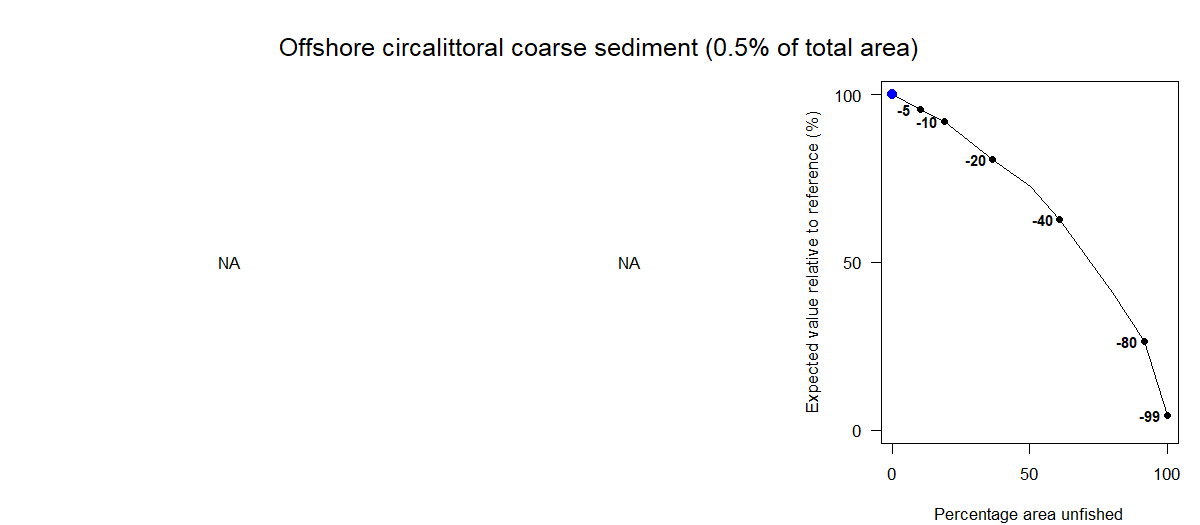 Offshore circalittoral coarse sediment (0.5% of total area)
NA
NA
Expected value relative to reference (%)
100
50
0
-5
-10
-20
-40
-80
-99
0
50
100
Percentage area unfished